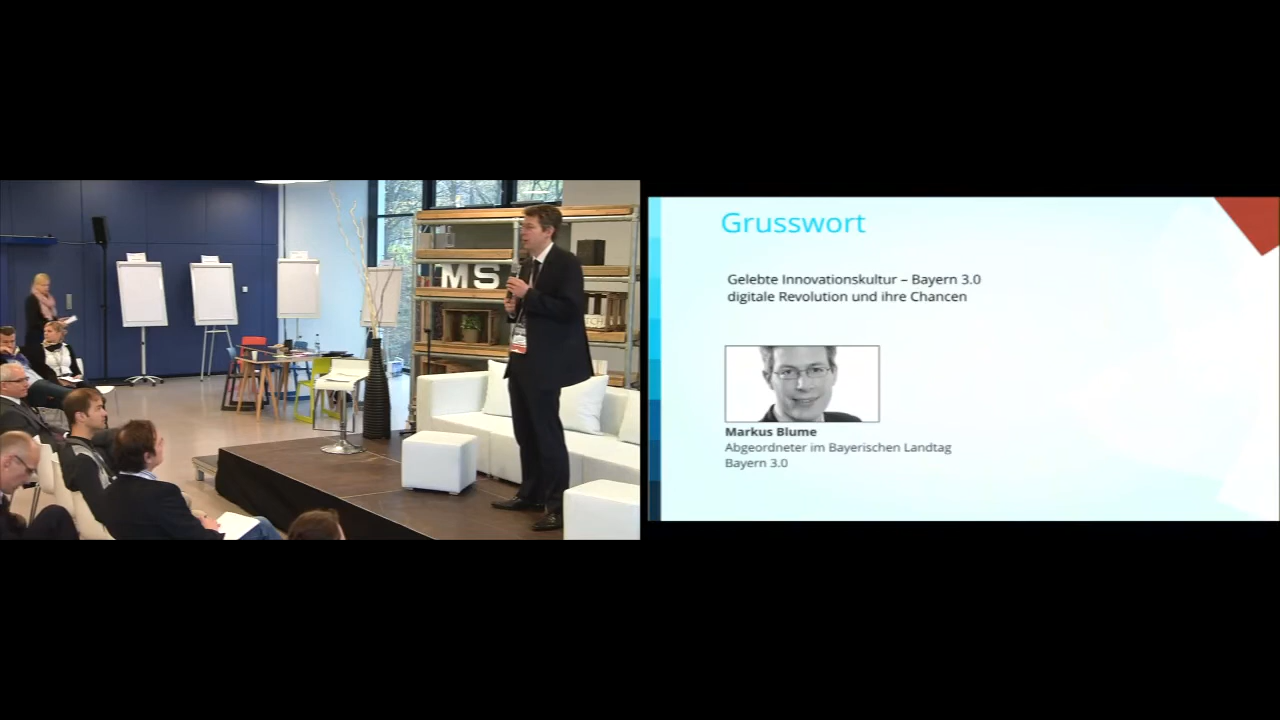 MS
Grusswort
Gelebte Innovationskultur – Bayern 3.0
digitale Revolution und ihre Chancen
Markus Blume
Abgeordneter im Bayerischen Landtag
Bayern 3.0